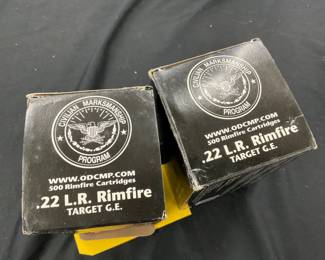 CIVILIAN MARKSMANSHIP
PROGRAM
WWW.ODCMP.COM
500 Rimfire Cartridges
.22 L.R. Rimfire
TARGET G.E.
CIVILIAN MARKSMANSHIP
PROGRAM
WWW.ODCMP.COM
500 Rimfire Cartridges
.22 L.R. Rimfire
TARGET G.E.